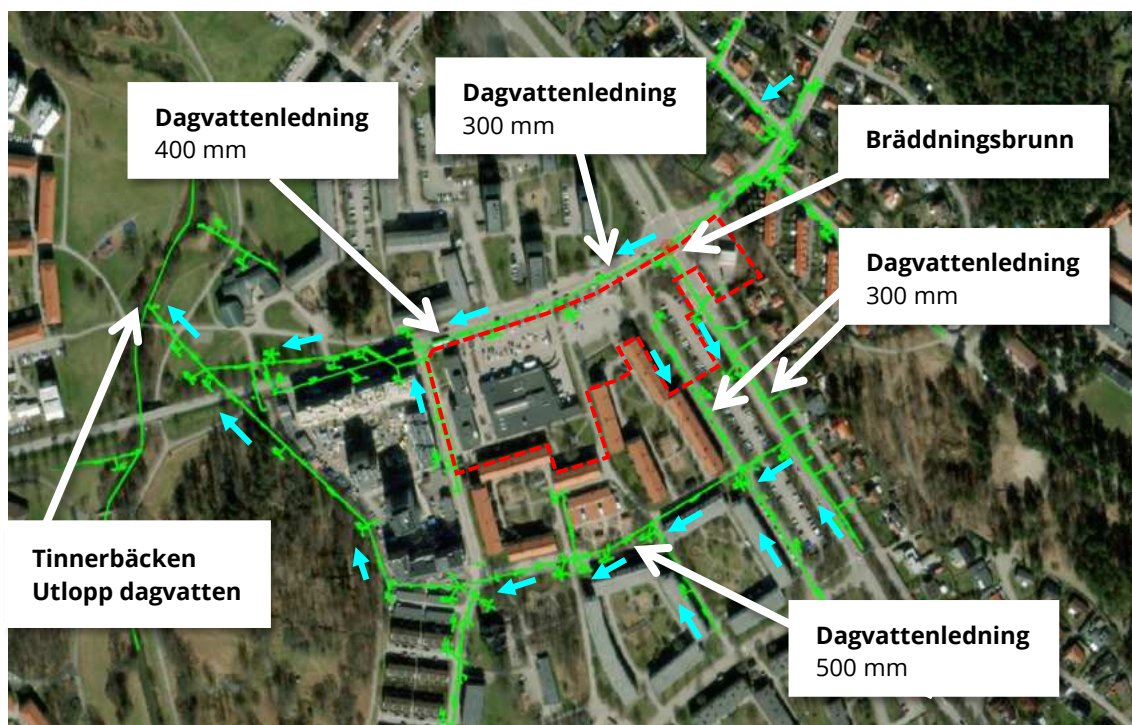 Dagvattenledning
400 mm
Dagvattenledning
300 mm
Bräddningsbrunn
Dagvattenledning
300 mm
Tinnerbäcken
Utlopp dagvatten
Dagvattenledning
500 mm